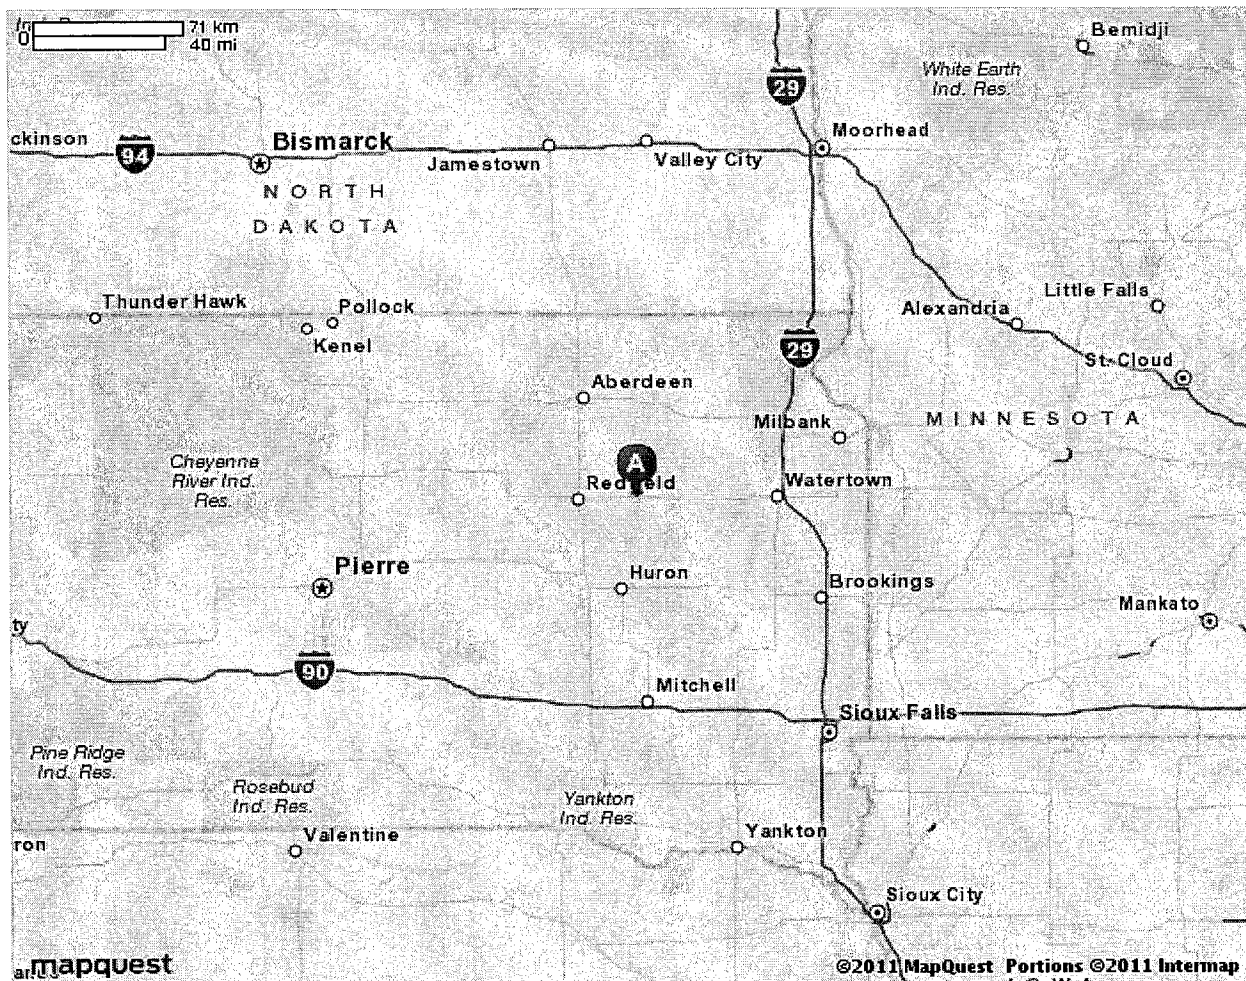 71 km
0
40 mi
Bemidji
White Earth
Ind. Res.
29
Moorhead
ckinson
94
Bismarck
Jamestown
Valley City
NORTH
DAKOTA
Thunder Hawk
Pollock
Kenel
Little Falls
Alexandria
29
St. Cloud
Aberdeen
Milbank
MINNESOTA
Cheyenne
River Ind.
Res.
A
Watertown
Pierre
Huron
Brookings
Mankato
ty
90
Mitchell
Sioux Falls
Pine Ridge
Ind. Res.
Rosebud
Ind. Res.
Yankton
Ind. Res.
ron
Valentine
Yankton
Sioux City
mapquest
©2011 MapQuest Portions ©2011 Intermap